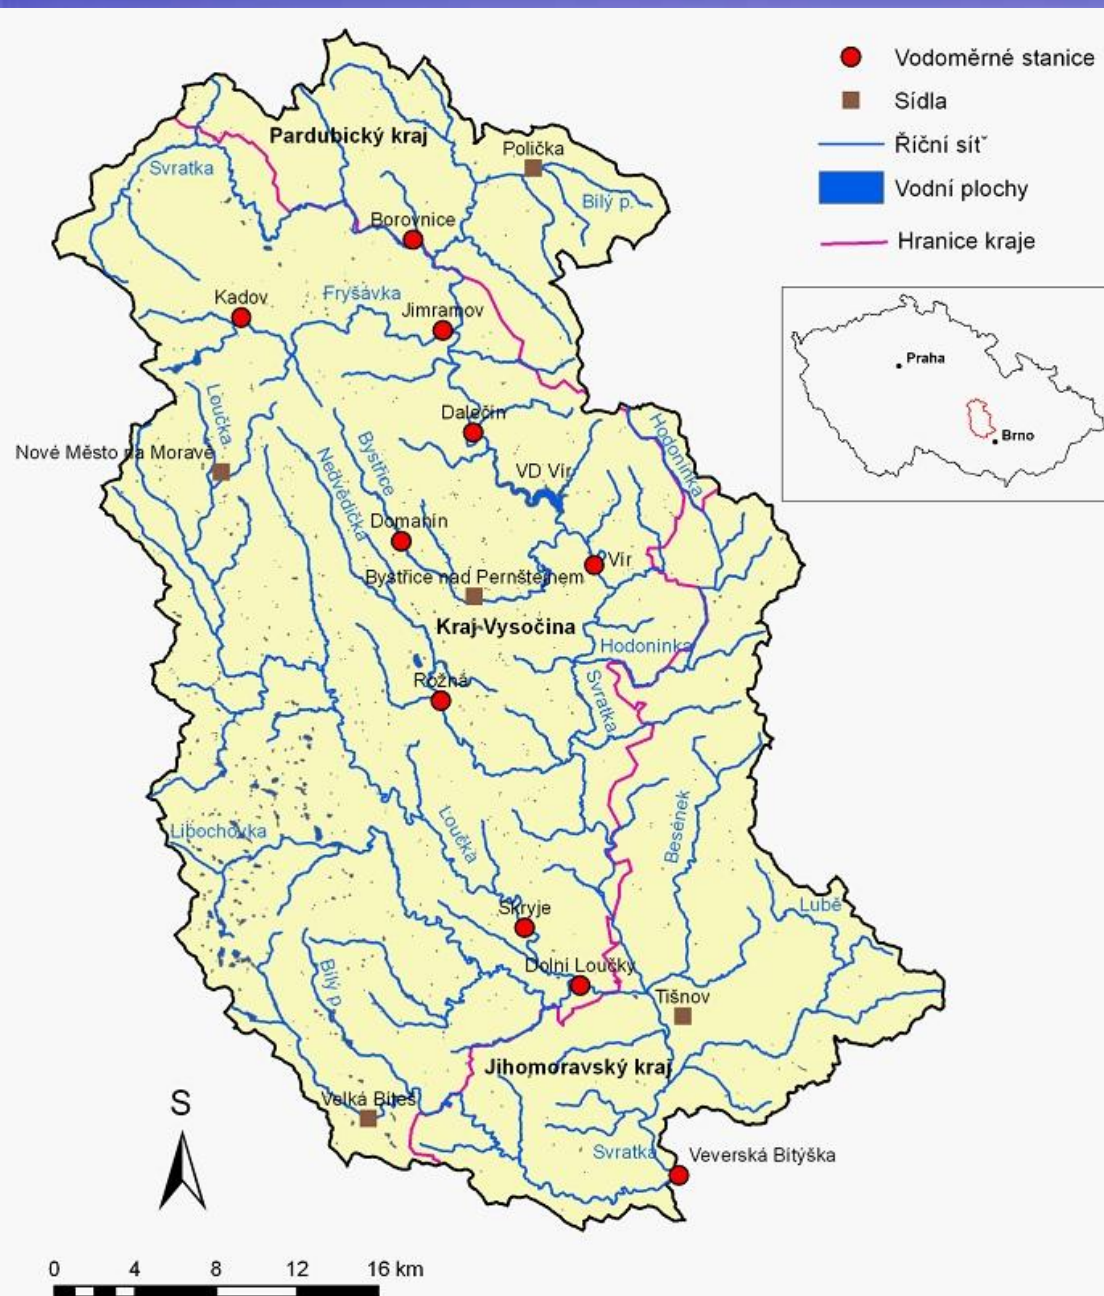 Vodoměrné stanice
Sídla
Říční síť
Vodní plochy
Hranice kraje
Praha
Brno
Pardubický kraj
Polička
Svratka
Bílý p.
Borovnice
Kadov
Fryšávka
Jimramov
Dalečín
Loučka
Hodonínka
Nové Město na Moravě
Bystřice
Nedvědička
VD Vír
Domanín
Vír
Bystřice nad Pernštejnem
Kraj Vysočina
Hodonínka
Rožná
Svratka
Loučka
Besének
Libochovka
Lubě
Skryje
Dolní Loučky
Bílý p.
Tišnov
Jihomoravský kraj
Velká Bíteš
Svratka
Veverská Bítýška
S
0 4 8 12 16 km